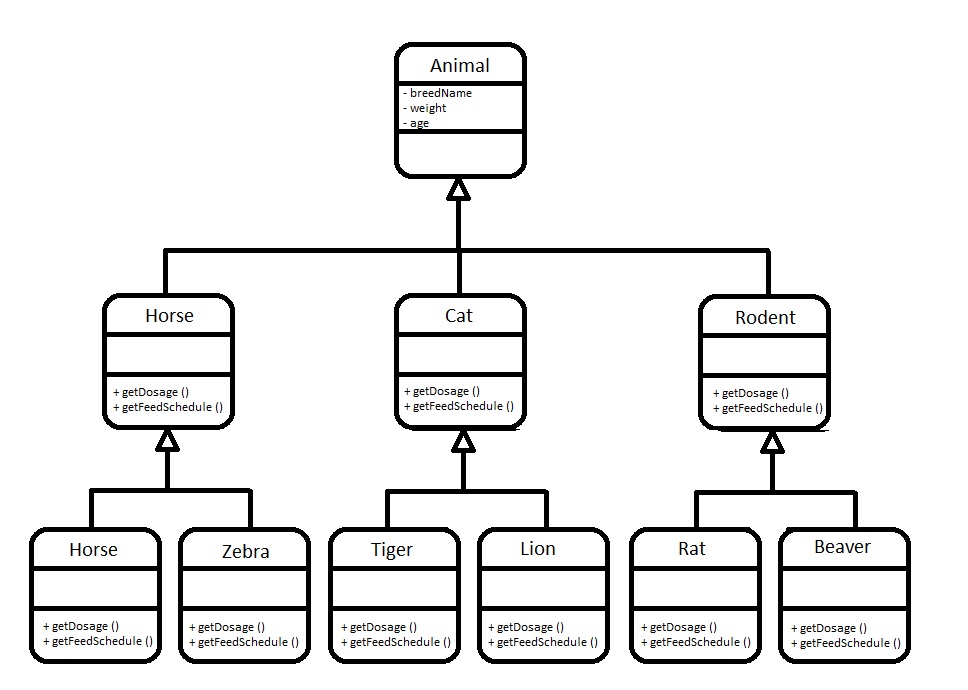 Animal
- breedName
- weight
- age
Horse
+ getDosage ()
+ getFeedSchedule ()
Cat
+ getDosage ()
+ getFeedSchedule ()
Rodent
+ getDosage ()
+ getFeedSchedule ()
Horse
+ getDosage ()
+ getFeedSchedule ()
Zebra
+ getDosage ()
+ getFeedSchedule ()
Tiger
+ getDosage ()
+ getFeedSchedule ()
Lion
+ getDosage ()
+ getFeedSchedule ()
Rat
+ getDosage ()
+ getFeedSchedule ()
Beaver
+ getDosage ()
+ getFeedSchedule ()